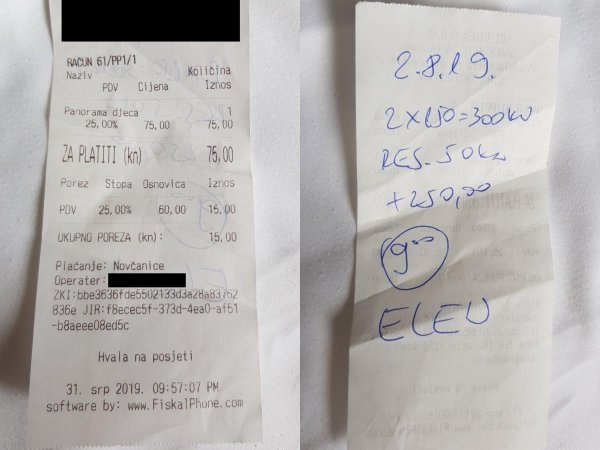 RAČUN 61/PP1/1
Naziv Količina
PDV Cijena Iznos
Panorama djeca 1
25,00% 75,00 75,00
ZA PLATITI (kn) 75,00
Porez Stopa Osnovica Iznos
PDV 25,00% 60,00 15,00
UKUPNO POREZA (kn): 15,00
Plaćanje: Novčanice
Operater:
ZKI:bbe3636fde5502133d3a28a83762
836e JIR:f8ecec5f-373d-4ea0-af51
-b8aeee08ed5c
Hvala na posjeti
31. srp 2019. 09:57:07 PM
software by: www.FiskalPhone.com
2.8.19.
2x150=300kn
RES. 50kn
+250,00
9⁰⁰